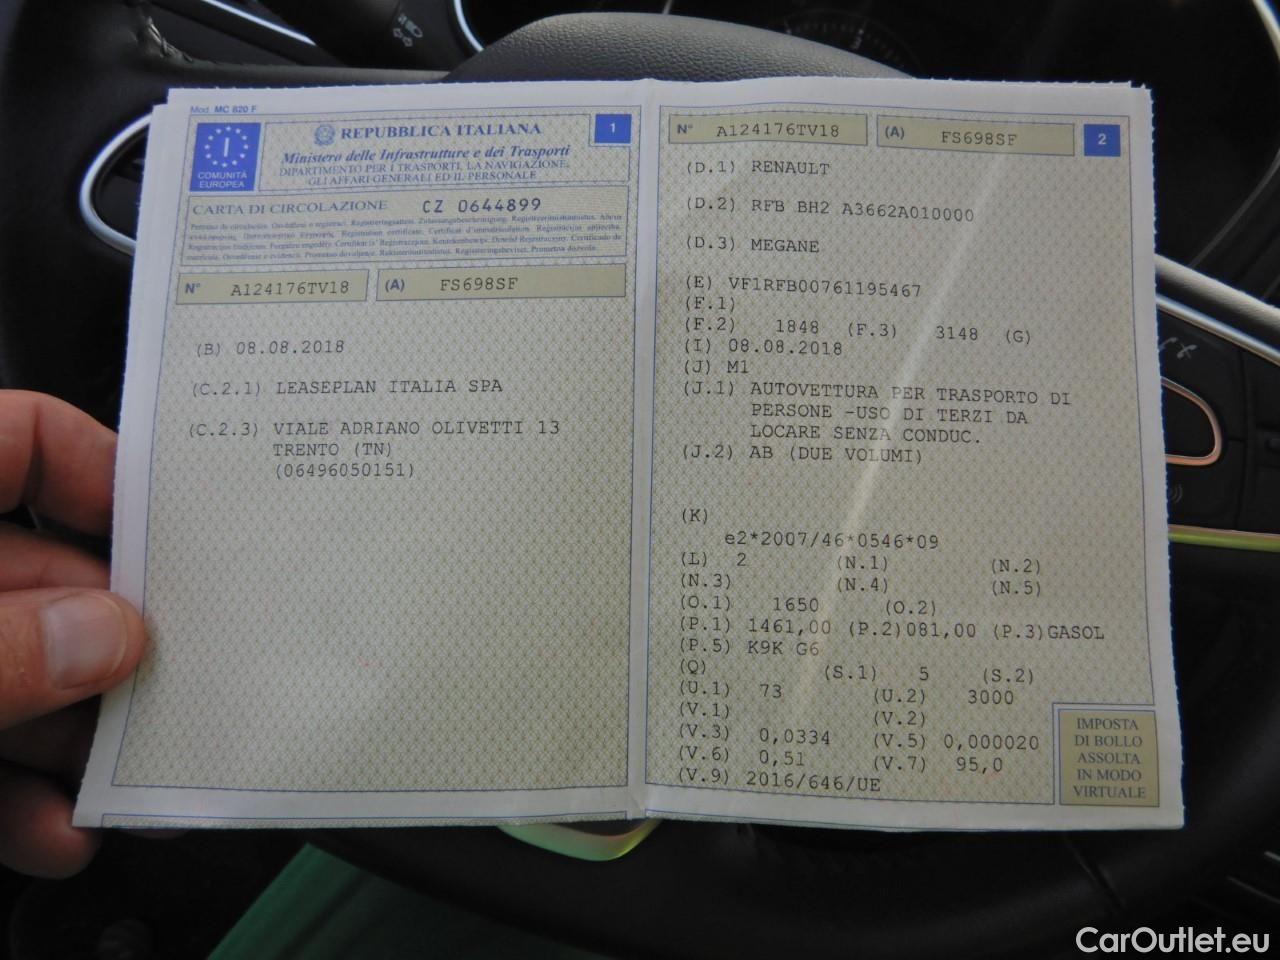 Mod. MC 820 F
I
COMUNITÀ
EUROPEA
REPUBBLICA ITALIANA
1
Ministero delle Infrastrutture e dei Trasporti
DIPARTIMENTO PER I TRASPORTI, LA NAVIGAZIONE,
GLI AFFARI GENERALI ED IL PERSONALE
CARTA DI CIRCOLAZIONE CZ 0644899
N° A124176TV18 (A) FS698SF
(B) 08.08.2018
(C.2.1) LEASEPLAN ITALIA SPA
(C.2.3) VIALE ADRIANO OLIVETTI 13
TRENTO (TN)
(06496050151)
N° A124176TV18 (A) FS698SF 2
(D.1) RENAULT
(D.2) RFB BH2 A3662A010000
(D.3) MEGANE
(E) VF1RFB00761195467
(F.1)
(F.2) 1848 (F.3) 3148 (G)
(I) 08.08.2018
(J) M1
(J.1) AUTOVETTURA PER TRASPORTO DI
PERSONE -USO DI TERZI DA
LOCARE SENZA CONDUC.
(J.2) AB (DUE VOLUMI)
(K)
e2*2007/46*0546*09
(L) 2 (N.1) (N.2)
(N.3) (N.4) (N.5)
(O.1) 1650 (O.2)
(P.1) 1461,00 (P.2)081,00 (P.3)GASOL
(P.5) K9K G6
(Q) (S.1) 5 (S.2)
(U.1) 73 (U.2) 3000
(V.1) (V.2)
(V.3) 0,0334 (V.5) 0,000020
(V.6) 0,51 (V.7) 95,0
(V.9) 2016/646/UE
IMPOSTA
DI BOLLO
ASSOLTA
IN MODO
VIRTUALE
CarOutlet.eu